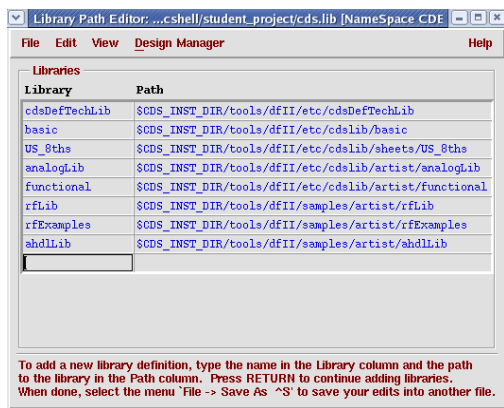 Library Path Editor: ...cshell/student_project/cds.lib [NameSpace CDE
File Edit View Design Manager Help
Libraries
Library Path
cdsDefTechLib $CDS_INST_DIR/tools/dfII/etc/cdsDefTechLib
basic $CDS_INST_DIR/tools/dfII/etc/cdslib/basic
US_8ths $CDS_INST_DIR/tools/dfII/etc/cdslib/sheets/US_8ths
analogLib $CDS_INST_DIR/tools/dfII/etc/cdslib/artist/analogLib
functional $CDS_INST_DIR/tools/dfII/etc/cdslib/artist/functional
rfLib $CDS_INST_DIR/tools/dfII/samples/artist/rfLib
rfExamples $CDS_INST_DIR/tools/dfII/samples/artist/rfExamples
ahdlLib $CDS_INST_DIR/tools/dfII/samples/artist/ahdlLib
To add a new library definition, type the name in the Library column and the path
to the library in the Path column. Press RETURN to continue adding libraries.
When done, select the menu `File -> Save As ^S' to save your edits into another file.